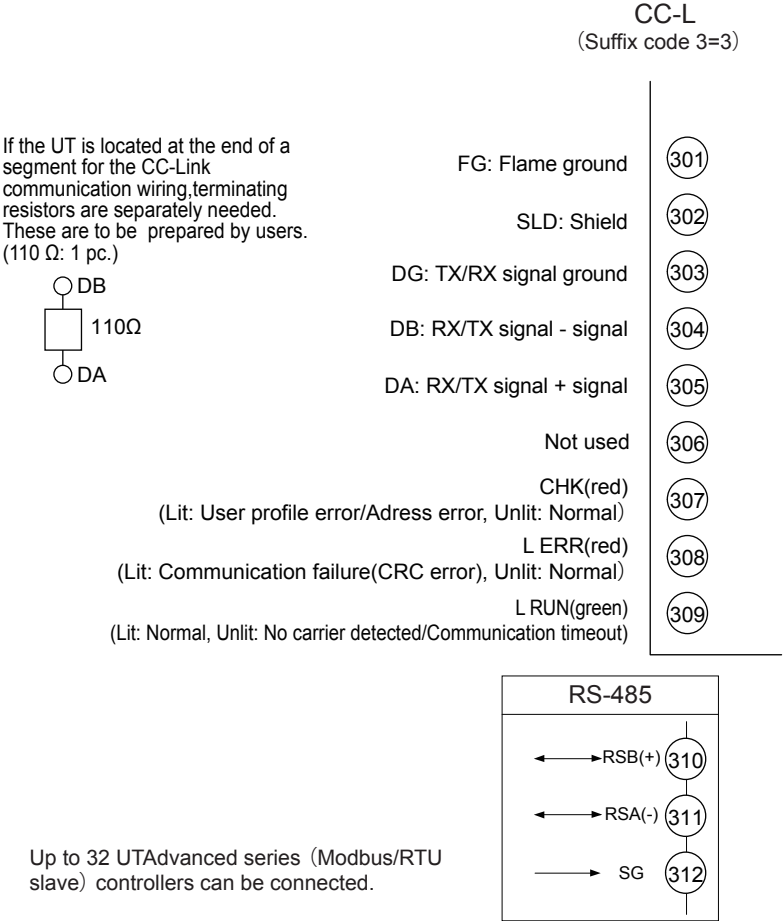 CC-L
（Suffix code 3=3）
If the UT is located at the end of a
segment for the CC-Link
communication wiring,terminating
resistors are separately needed.
These are to be prepared by users.
(110 Ω: 1 pc.)
DB
110Ω
DA
FG: Flame ground 301
SLD: Shield 302
DG: TX/RX signal ground 303
DB: RX/TX signal - signal 304
DA: RX/TX signal + signal 305
Not used 306
CHK(red)
(Lit: User profile error/Adress error, Unlit: Normal） 307
L ERR(red)
(Lit: Communication failure(CRC error), Unlit: Normal） 308
L RUN(green)
(Lit: Normal, Unlit: No carrier detected/Communication timeout) 309
RS-485
RSB(+) 310
RSA(-) 311
SG 312
Up to 32 UTAdvanced series（Modbus/RTU
slave）controllers can be connected.